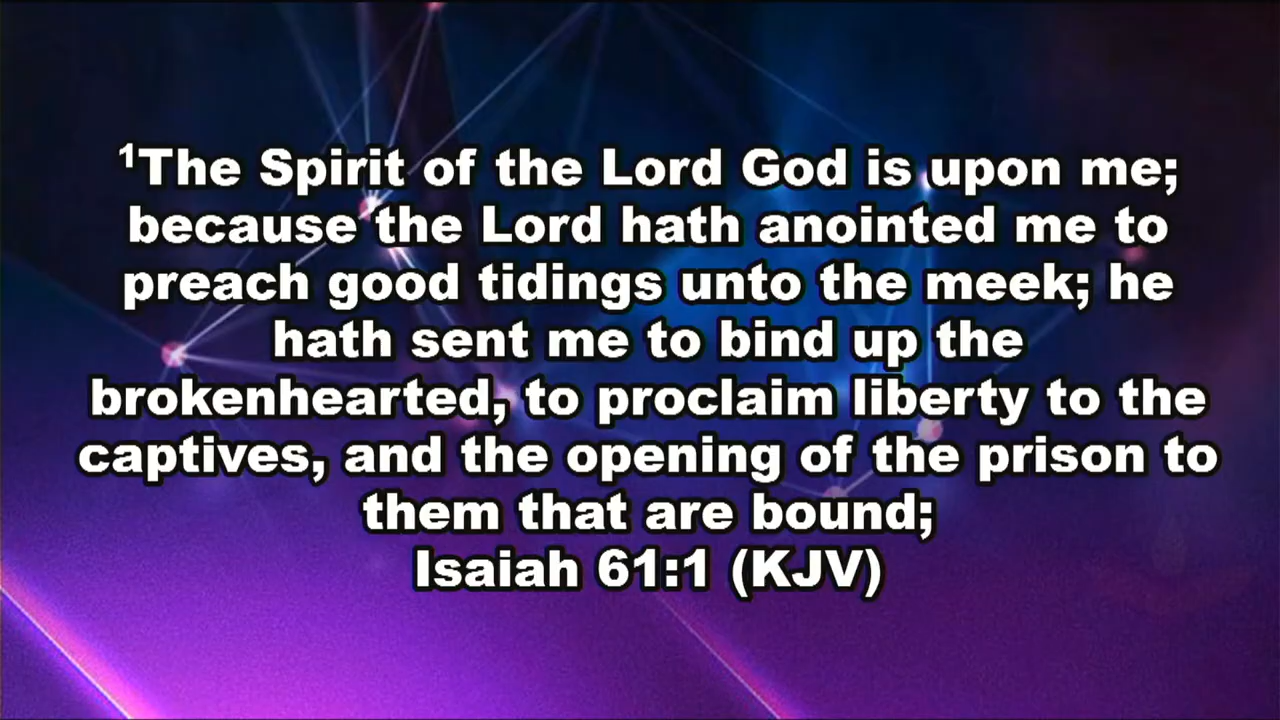 ¹The Spirit of the Lord God is upon me;
because the Lord hath anointed me to
preach good tidings unto the meek; he
hath sent me to bind up the
brokenhearted, to proclaim liberty to the
captives, and the opening of the prison to
them that are bound;
Isaiah 61:1 (KJV)